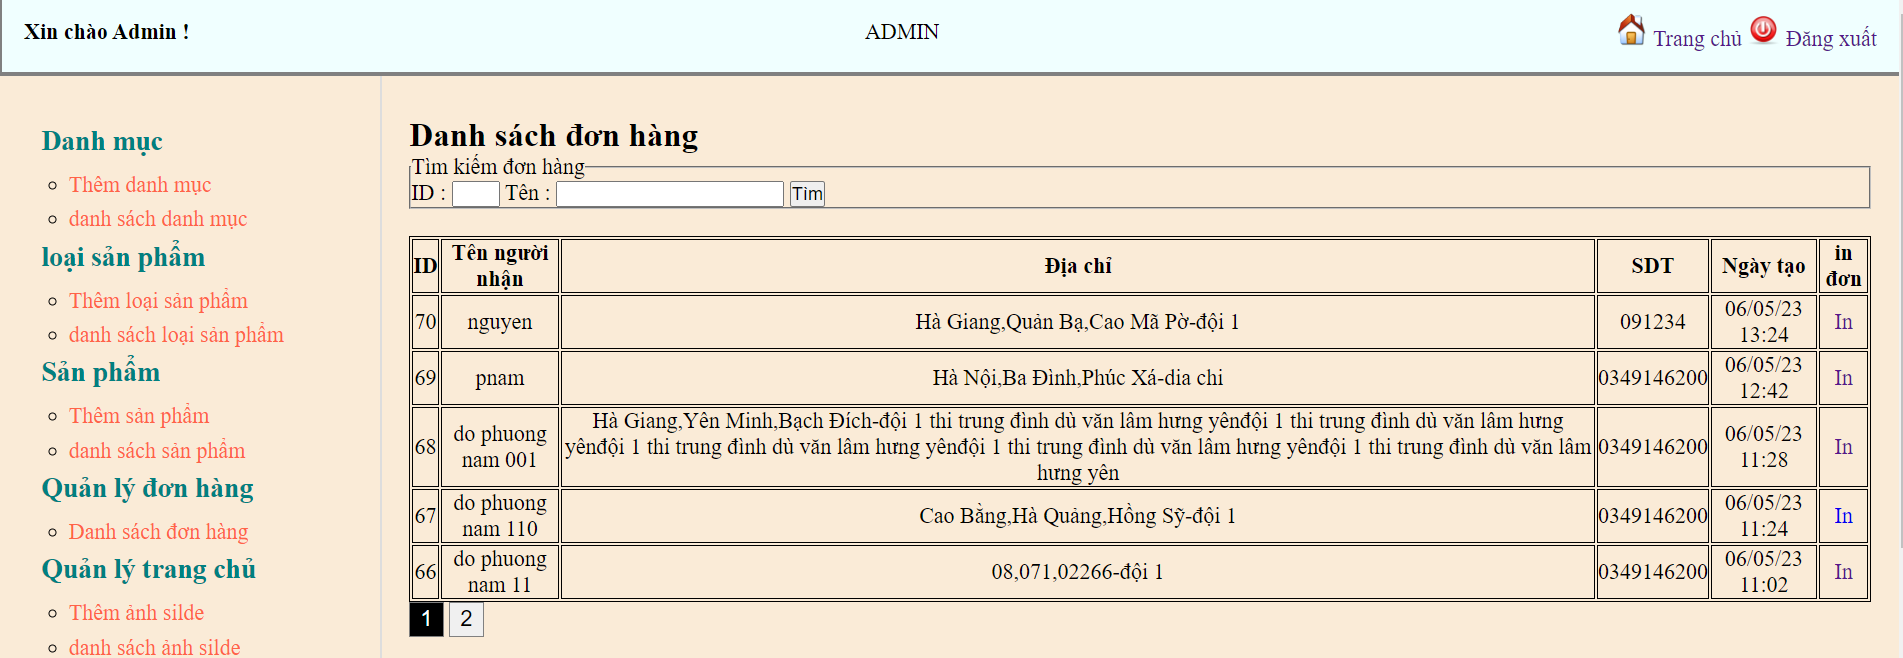 Xin chào Admin !
ADMIN
Trang chủ
Đăng xuất
Danh mục
Thêm danh mục
danh sách danh mục
loại sản phẩm
Thêm loại sản phẩm
danh sách loại sản phẩm
Sản phẩm
Thêm sản phẩm
danh sách sản phẩm
Quản lý đơn hàng
Danh sách đơn hàng
Quản lý trang chủ
Thêm ảnh silde
danh sách ảnh silde
Danh sách đơn hàng
Tìm kiếm đơn hàng
ID : Tên : Tìm
ID Tên người nhận Địa chỉ SDT Ngày tạo in đơn
70 nguyen Hà Giang,Quản Bạ,Cao Mã Pờ-đội 1 091234 06/05/23 13:24 In
69 pnam Hà Nội,Ba Đình,Phúc Xá-dia chi 0349146200 06/05/23 12:42 In
68 do phuong nam 001 Hà Giang,Yên Minh,Bạch Đích-đội 1 thi trung đình dù văn lâm hưng yênđội 1 thi trung đình dù văn lâm hưng yênđội 1 thi trung đình dù văn lâm hưng yênđội 1 thi trung đình dù văn lâm hưng yênđội 1 thi trung đình dù văn lâm hưng yên 0349146200 06/05/23 11:28 In
67 do phuong nam 110 Cao Bằng,Hà Quảng,Hồng Sỹ-đội 1 0349146200 06/05/23 11:24 In
66 do phuong nam 11 08,071,02266-đội 1 0349146200 06/05/23 11:02 In
1 2